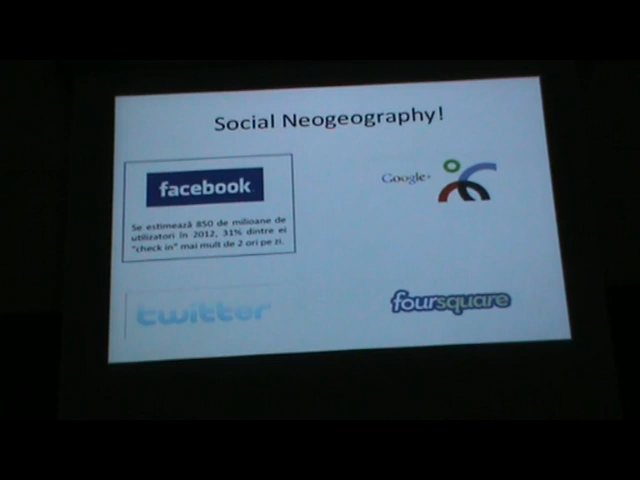 Social Neogeography!
facebook
Google+
Se estimează 850 de milioane de
utilizatori în 2012, 31% dintre ei
"check in" mai mult de 2 ori pe zi.
twitter
foursquare